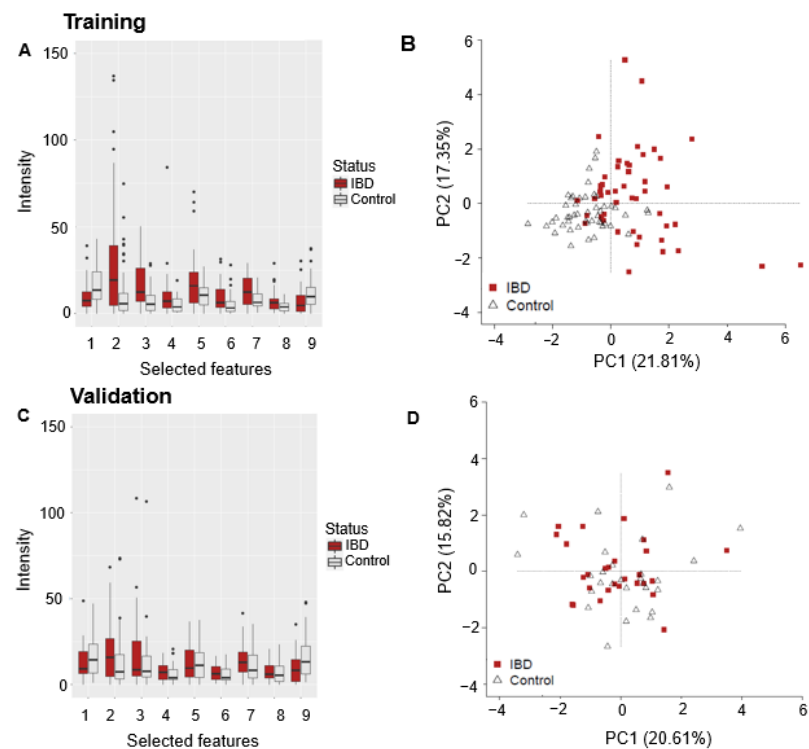 Training
A
150
100
50
0
Intensity
1 2 3 4 5 6 7 8 9
Selected features
Status
IBD
Control
B
6
4
2
0
−2
−4
PC2 (17.35%)
IBD
Control
−4 −2 0 2 4 6
PC1 (21.81%)
Validation
C
150
100
50
0
Intensity
1 2 3 4 5 6 7 8 9
Selected features
Status
IBD
Control
D
6
4
2
0
−2
−4
PC2 (15.82%)
IBD
Control
−4 −2 0 2 4 6
PC1 (20.61%)